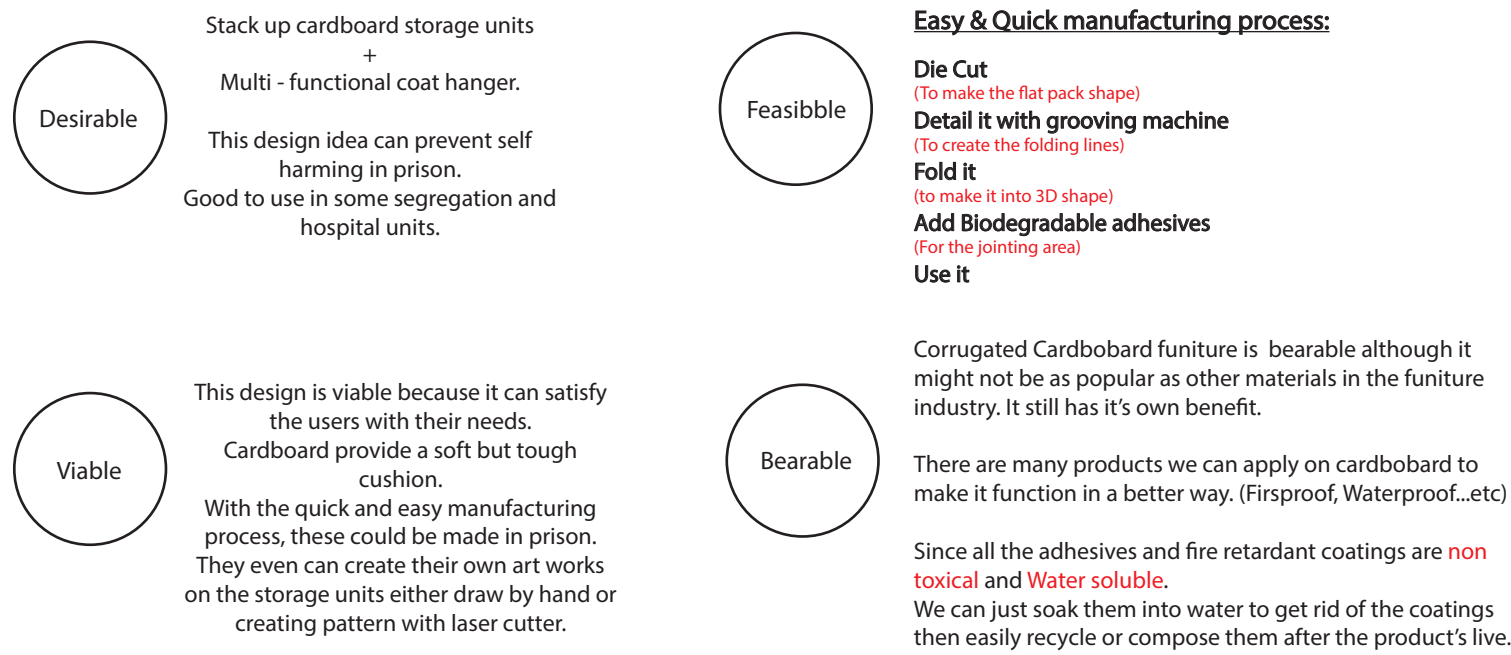 Desirable
Stack up cardboard storage units
+
Multi - functional coat hanger.
This design idea can prevent self
harming in prison.
Good to use in some segregation and
hospital units.
Feasibble
Easy & Quick manufacturing process:
Die Cut
(To make the flat pack shape)
Detail it with grooving machine
(To create the folding lines)
Fold it
(to make it into 3D shape)
Add Biodegradable adhesives
(For the jointing area)
Use it
Viable
This design is viable because it can satisfy
the users with their needs.
Cardboard provide a soft but tough
cushion.
With the quick and easy manufacturing
process, these could be made in prison.
They even can create their own art works
on the storage units either draw by hand or
creating pattern with laser cutter.
Bearable
Corrugated Cardbobard funiture is  bearable although it
might not be as popular as other materials in the funiture
industry. It still has it’s own benefit.
There are many products we can apply on cardbobard to
make it function in a better way. (Firsproof, Waterproof...etc)
Since all the adhesives and fire retardant coatings are non
toxical and Water soluble.
We can just soak them into water to get rid of the coatings
then easily recycle or compose them after the product’s live.